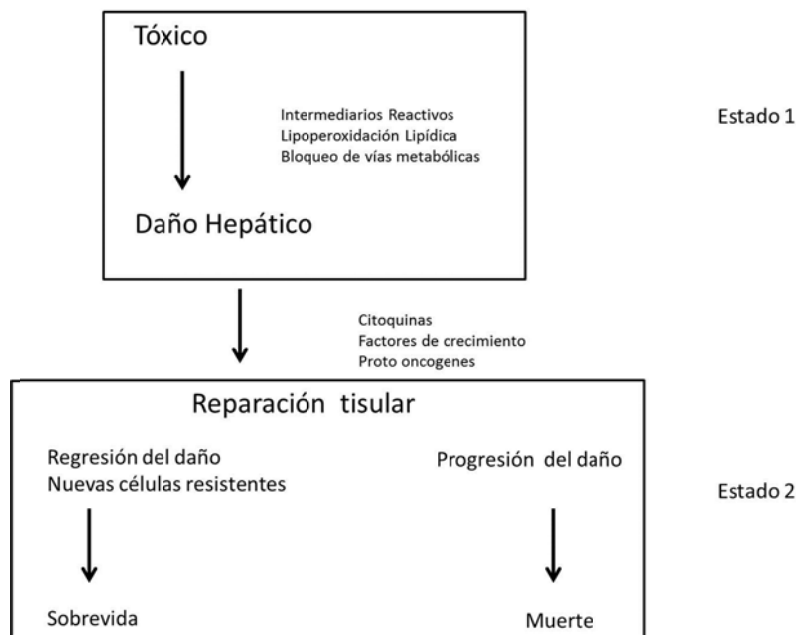 Tóxico
Intermediarios Reactivos
Lipoperoxidación Lipídica
Bloqueo de vías metabólicas
Estado 1
Daño Hepático
Citoquinas
Factores de crecimiento
Proto oncogenes
Reparación tisular
Regresión del daño
Nuevas células resistentes
Progresión del daño
Estado 2
Sobrevida
Muerte